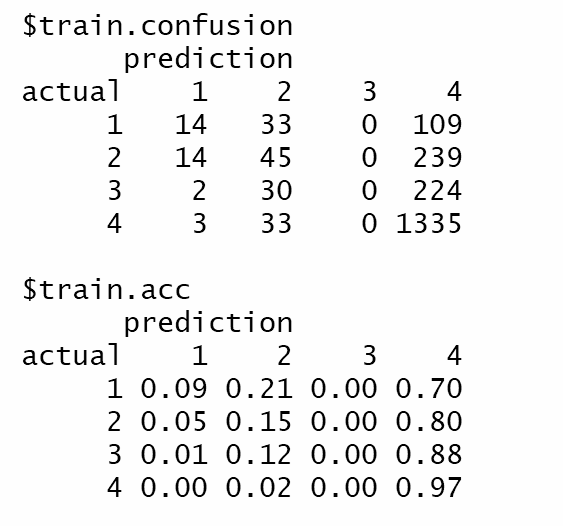 $train.confusion
prediction
actual 1 2 3 4
1 14 33 0 109
2 14 45 0 239
3 2 30 0 224
4 3 33 0 1335
$train.acc
prediction
actual 1 2 3 4
1 0.09 0.21 0.00 0.70
2 0.05 0.15 0.00 0.80
3 0.01 0.12 0.00 0.88
4 0.00 0.02 0.00 0.97